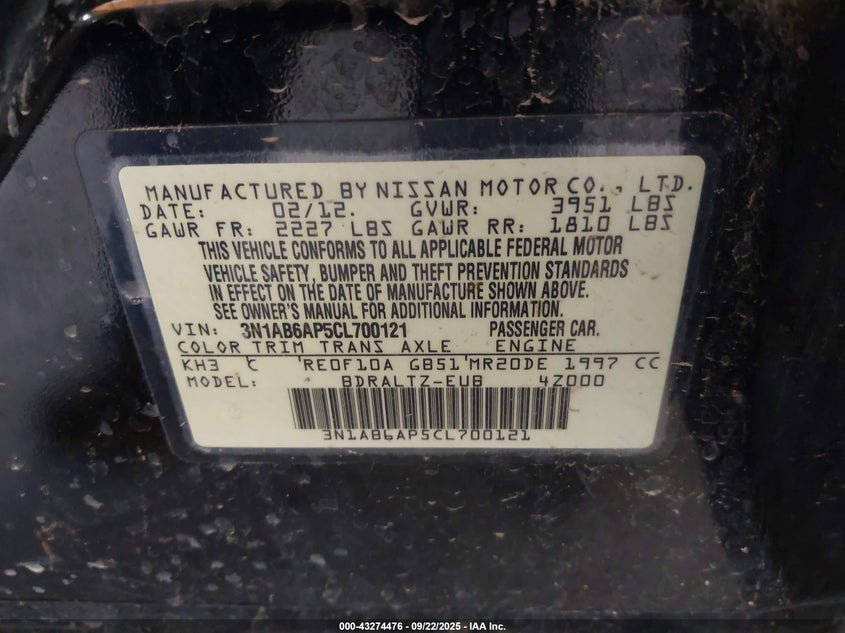 MANUFACTURED BY NISSAN MOTOR CO., LTD.
DATE: 02/12. GVWR: 3951 LBS
GAWR FR: 2227 LBS GAWR RR: 1810 LBS
THIS VEHICLE CONFORMS TO ALL APPLICABLE FEDERAL MOTOR
VEHICLE SAFETY, BUMPER AND THEFT PREVENTION STANDARDS
IN EFFECT ON THE DATE OF MANUFACTURE SHOWN ABOVE.
SEE OWNER'S MANUAL FOR ADDITIONAL INFORMATION.
VIN: 3N1AB6AP5CL700121 PASSENGER CAR.
COLOR TRIM TRANS AXLE ENGINE
KH3 C RE0F10A GB51 MR20DE 1997 CC
MODEL: BDRALTZ-EUB 4Z000
3N1AB6AP5CL700121
000-43274476 - 09/22/2025 - IAA Inc.